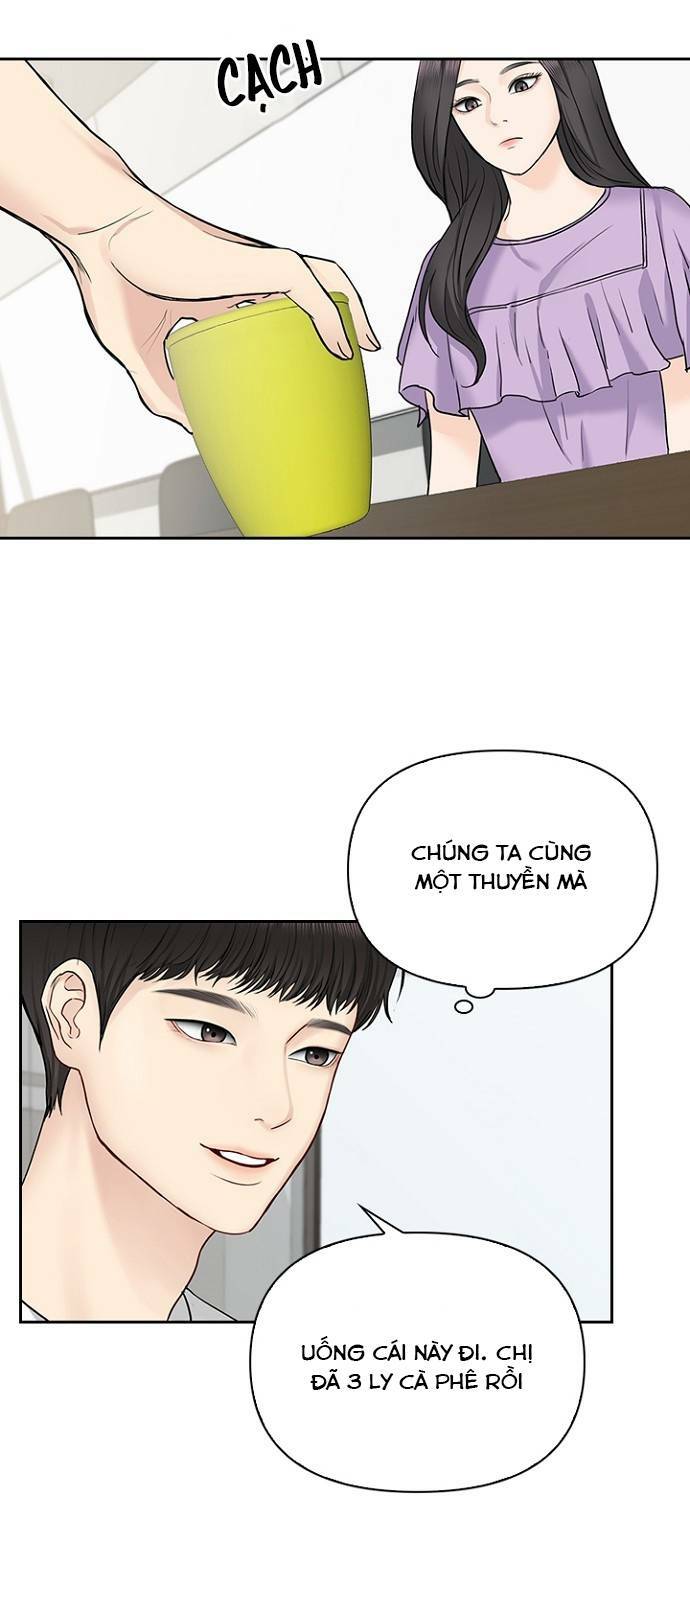 CẠCH
CHÚNG TA CÙNG
MỘT THUYỀN MÀ
UỐNG CÁI NÀY ĐI. CHỊ
ĐÃ 3 LY CÀ PHÊ RỒI